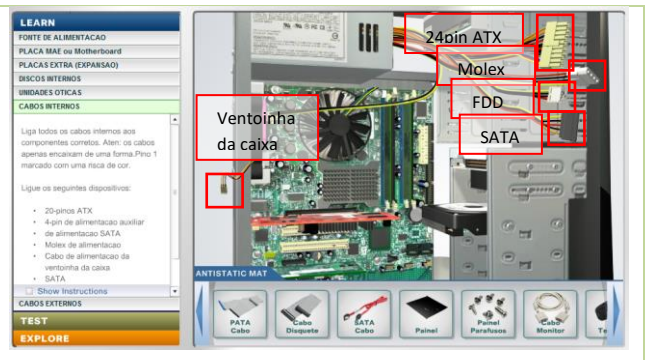 LEARN
FONTE DE ALIMENTACAO
PLACA MAE ou Motherboard
PLACAS EXTRA (EXPANSAO)
DISCOS INTERNOS
UNIDADES OTICAS
CABOS INTERNOS
Liga todos os cabos internos aos
componentes corretos. Aten: os cabos
apenas encaixam de uma forma.Pino 1
marcado com uma risca de cor.
Ligue os seguintes dispositivos:
• 20-pinos ATX
• 4-pin de alimentacao auxiliar
• de alimentacao SATA
• Molex de alimentacao
• Cabo de alimentacao da
ventoinha da caixa
• SATA
Show Instructions
CABOS EXTERNOS
TEST
EXPLORE
24pin ATX
Molex
FDD
SATA
Ventoinha
da caixa
ANTISTATIC MAT
PATA
Cabo
Cabo
Disquete
SATA
Cabo
Painel
Painel
Parafusos
Cabo
Monitor